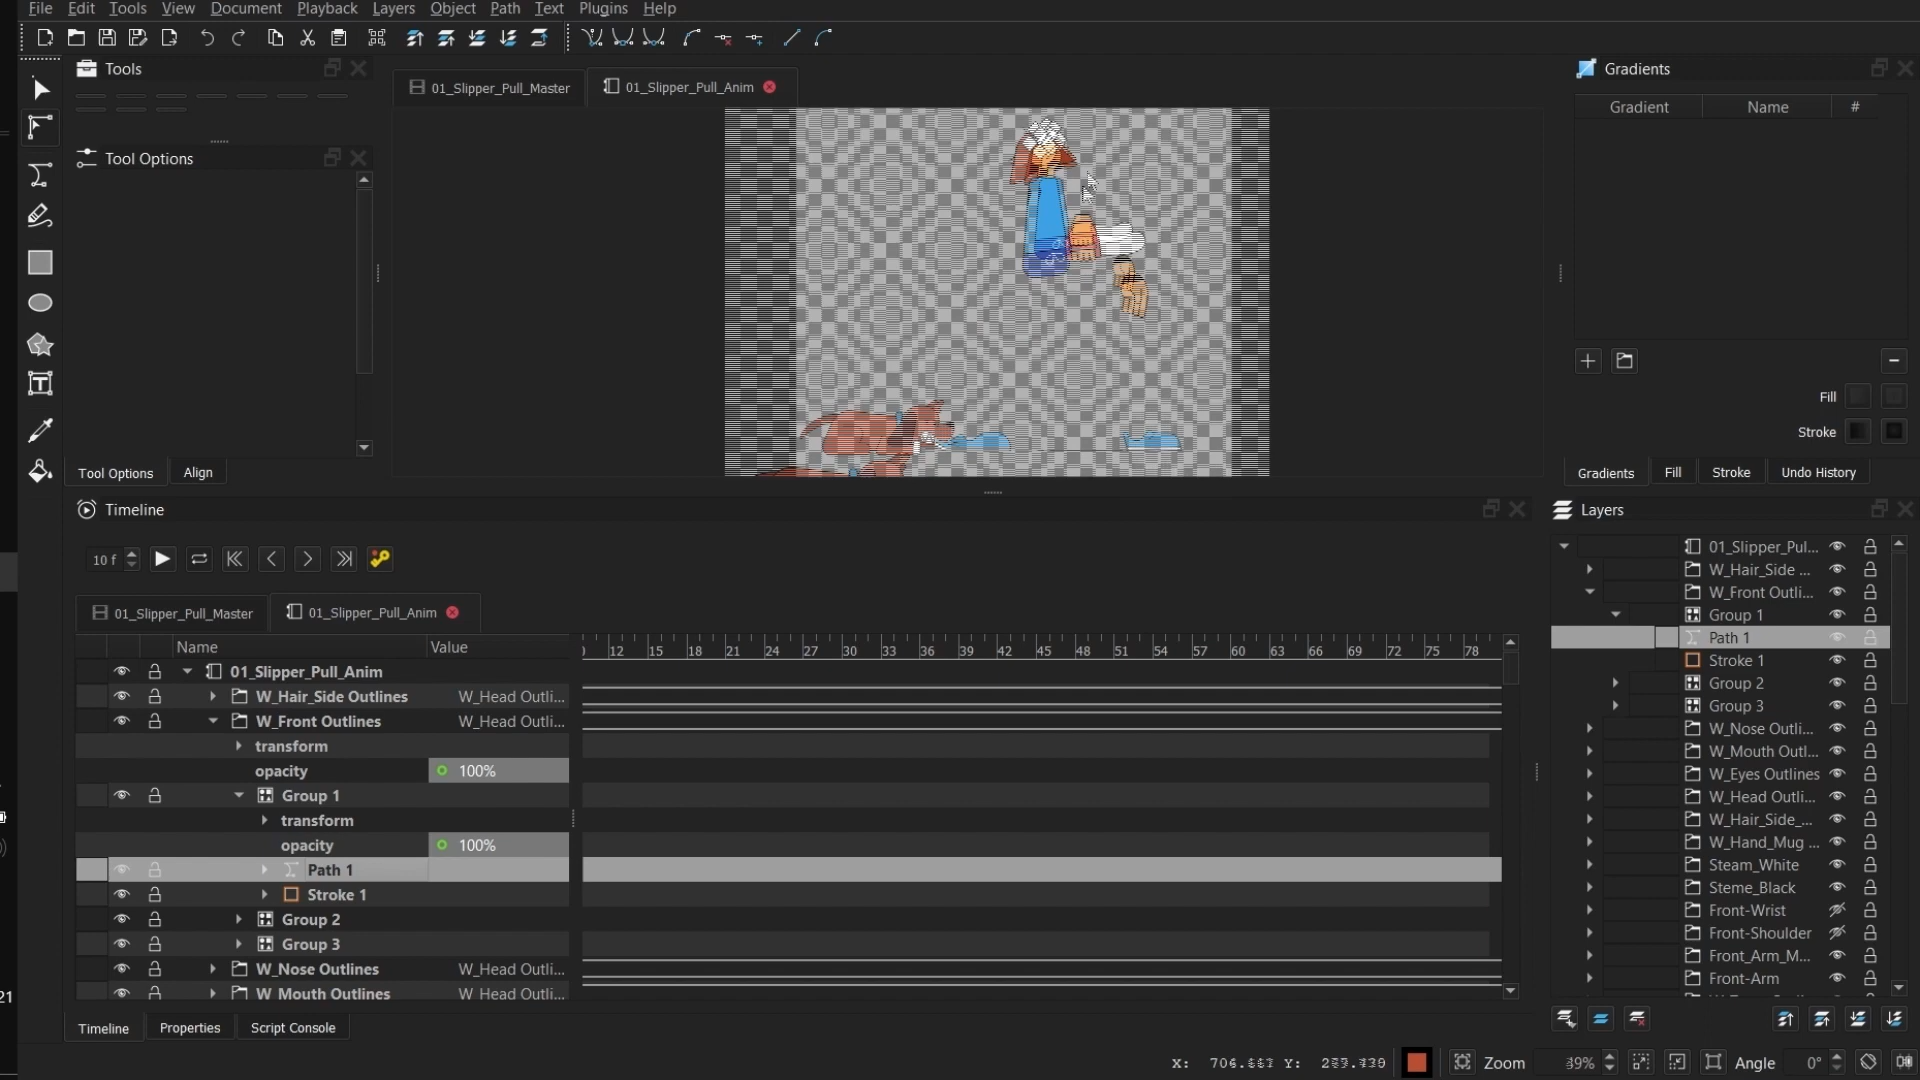 File Edit Tools View Document Playback Layers Object Path Text Plugins Help
Tools
01_Slipper_Pull_Master 01_Slipper_Pull_Anim
Gradients
Gradient Name #
Tool Options
Fill
Stroke
Tool Options Align
Gradients Fill Stroke Undo History
Timeline
Layers
10 f
01_Slipper_Pull_Master 01_Slipper_Pull_Anim
Name Value
12 15 18 21 24 27 30 33 36 39 42 45 48 51 54 57 60 63 66 69 72 75 78
01_Slipper_Pull_Anim
W_Hair_Side Outlines W_Head Outli...
W_Front Outlines W_Head Outli...
transform
opacity 100%
Group 1
transform
opacity 100%
Path 1
Stroke 1
Group 2
Group 3
W_Nose Outlines W_Head Outli...
W_Mouth Outlines W_Head Outli...
01_Slipper_Pul...
W_Hair_Side ...
W_Front Outli...
Group 1
Path 1
Stroke 1
Group 2
Group 3
W_Nose Outli...
W_Mouth Outl...
W_Eyes Outlines
W_Head Outli...
W_Hair_Side_...
W_Hand_Mug ...
Steam_White
Steme_Black
Front-Wrist
Front-Shoulder
Front_Arm_M...
Front-Arm
21
Timeline Properties Script Console
X: Y: Zoom Angle 0°